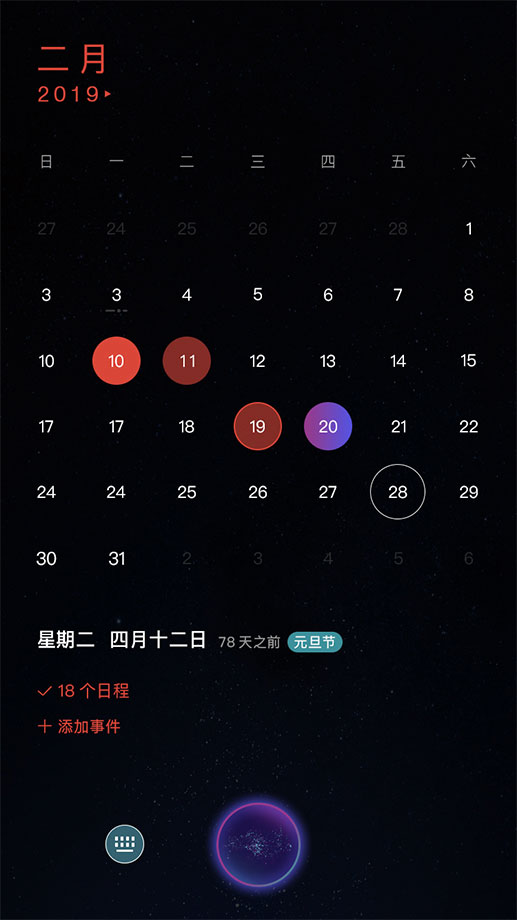 二月
2019▸
日 一 二 三 四 五 六
27 24 25 26 27 28 1
3 3 4 5 6 7 8
10 10 11 12 13 14 15
17 17 18 19 20 21 22
24 24 25 26 27 28 29
30 31 2 3 4 5 6
星期二 四月十二日 78 天之前 元旦节
18 个日程
添加事件